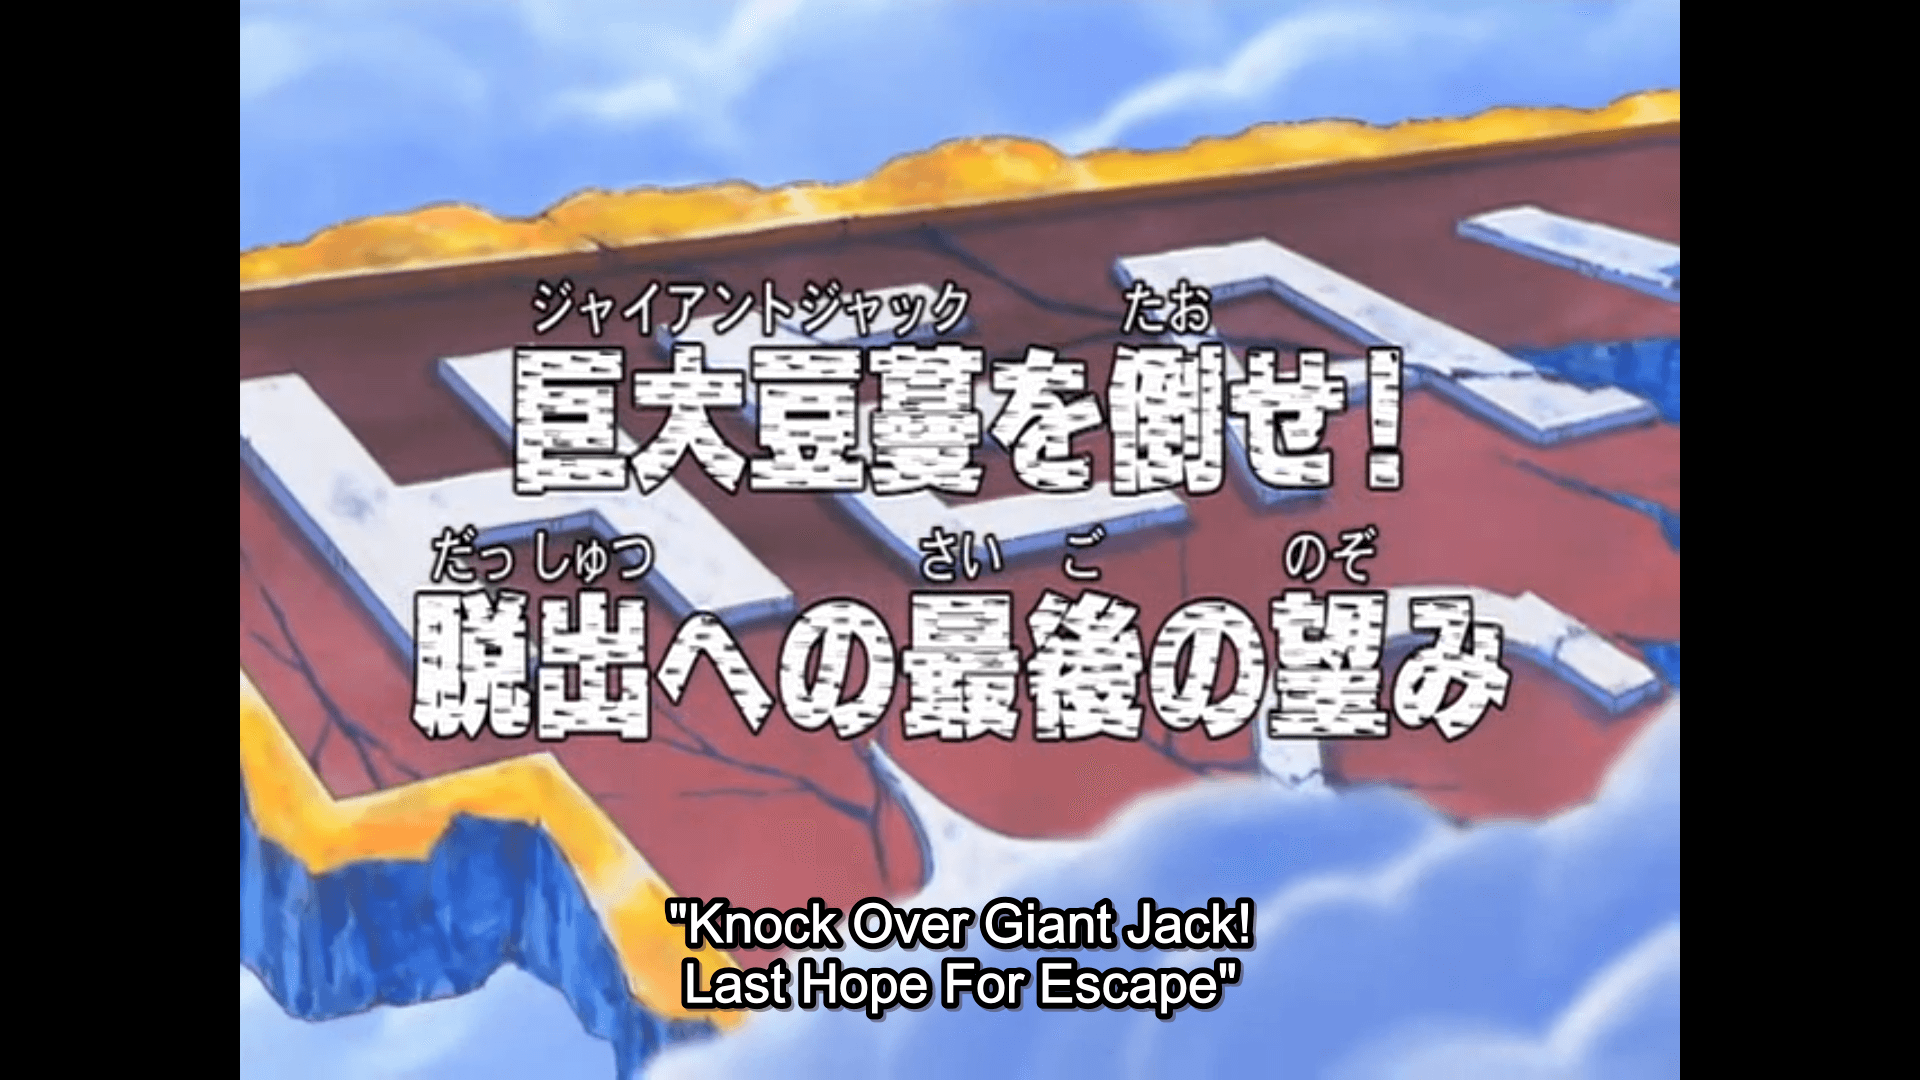 ジャイアントジャック たお
巨大豆蔓を倒せ！
だっしゅつ さいご のぞ
脱出への最後の望み
"Knock Over Giant Jack!
Last Hope For Escape"